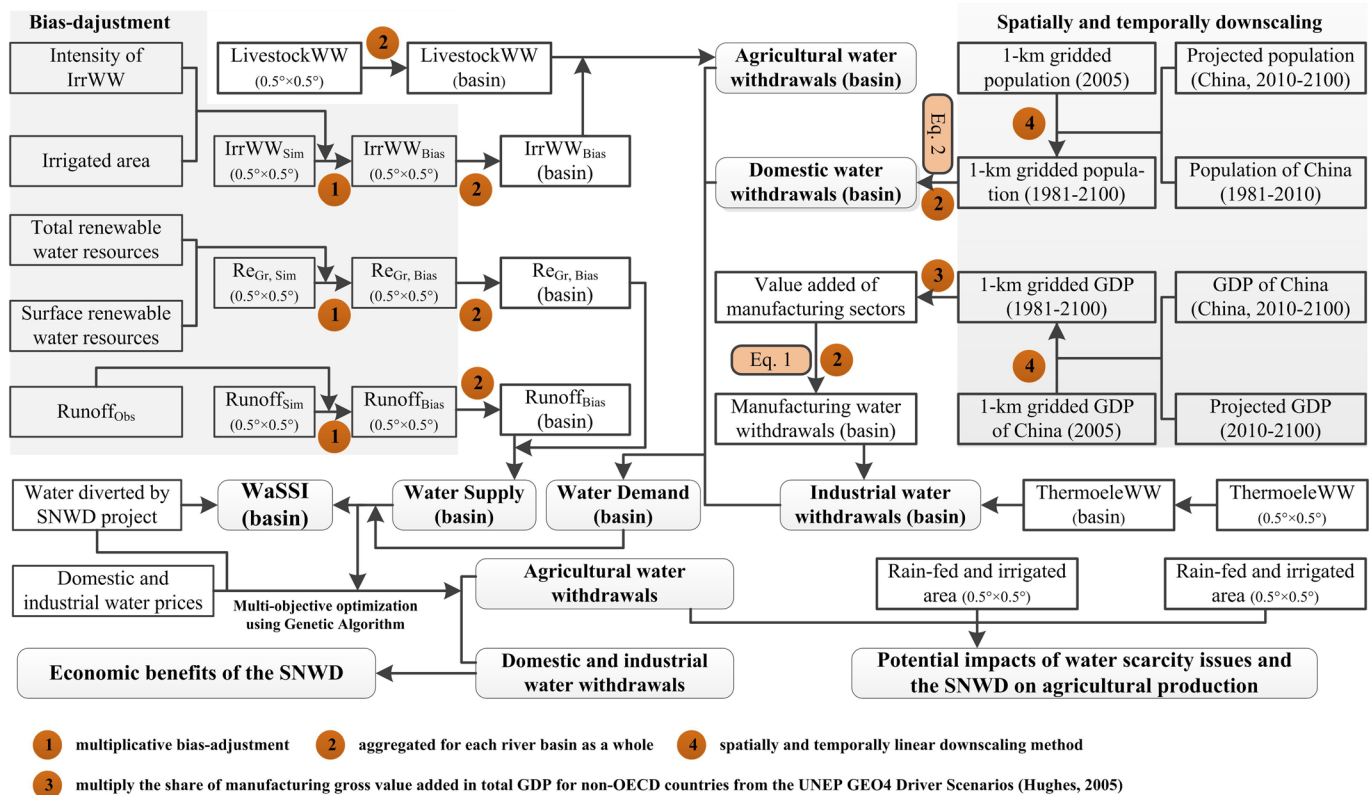 Bias-dajustment
Intensity of
IrrWW
Irrigated area
Total renewable
water resources
Surface renewable
water resources
Runoff_Obs
LivestockWW
(0.5°×0.5°)
2
LivestockWW
(basin)
IrrWW_Sim
(0.5°×0.5°)
1
IrrWW_Bias
(0.5°×0.5°)
2
IrrWW_Bias
(basin)
Re_Gr, Sim
(0.5°×0.5°)
1
Re_Gr, Bias
(0.5°×0.5°)
2
Re_Gr, Bias
(basin)
Runoff_Sim
(0.5°×0.5°)
1
Runoff_Bias
(0.5°×0.5°)
2
Runoff_Bias
(basin)
Agricultural water
withdrawals (basin)
Domestic water
withdrawals (basin)
Eq. 2
2
Value added of
manufacturing sectors
3
Eq. 1
2
Manufacturing water
withdrawals (basin)
Spatially and temporally downscaling
1-km gridded
population (2005)
Projected population
(China, 2010-2100)
4
1-km gridded popula-
tion (1981-2100)
Population of China
(1981-2010)
1-km gridded GDP
(1981-2100)
GDP of China
(China, 2010-2100)
4
1-km gridded GDP
of China (2005)
Projected GDP
(2010-2100)
Water diverted by
SNWD project
WaSSI
(basin)
Water Supply
(basin)
Water Demand
(basin)
Industrial water
withdrawals (basin)
ThermoeleWW
(basin)
ThermoeleWW
(0.5°×0.5°)
Domestic and
industrial water prices
Multi-objective optimization
using Genetic Algorithm
Agricultural water
withdrawals
Rain-fed and irrigated
area (0.5°×0.5°)
Rain-fed and irrigated
area (0.5°×0.5°)
Economic benefits of the SNWD
Domestic and industrial
water withdrawals
Potential impacts of water scarcity issues and
the SNWD on agricultural production
1 multiplicative bias-adjustment
2 aggregated for each river basin as a whole
4 spatially and temporally linear downscaling method
3 multiply the share of manufacturing gross value added in total GDP for non-OECD countries from the UNEP GEO4 Driver Scenarios (Hughes, 2005)